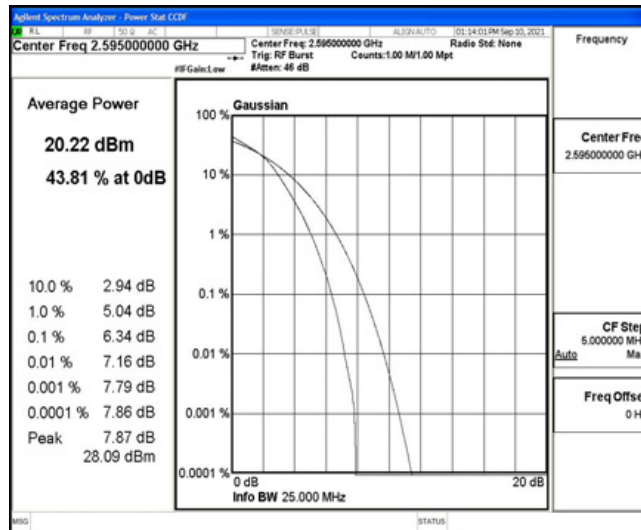 Agilent Spectrum Analyzer - Power Stat CCDF
RL RF 50 Ω AC SENSE:PULSE ALIGN AUTO 01:14:01 PM Sep 10, 2021
Center Freq 2.595000000 GHz
Center Freq: 2.595000000 GHz Radio Std: None
Trig: RF Burst Counts:1.00 M/1.00 Mpt
#IFGain:Low #Atten: 46 dB
Frequency
Average Power
20.22 dBm
43.81 % at 0dB
10.0 % 2.94 dB
1.0 % 5.04 dB
0.1 % 6.34 dB
0.01 % 7.16 dB
0.001 % 7.79 dB
0.0001 % 7.86 dB
Peak 7.87 dB
28.09 dBm
Gaussian
100 %
10 %
1 %
0.1 %
0.01 %
0.001 %
0.0001 %
0 dB 20 dB
Info BW 25.000 MHz
Center Fre
2.595000000 GH
CF Step
5.000000 MH
Auto Ma
Freq Offse
0 H
MSG STATUS